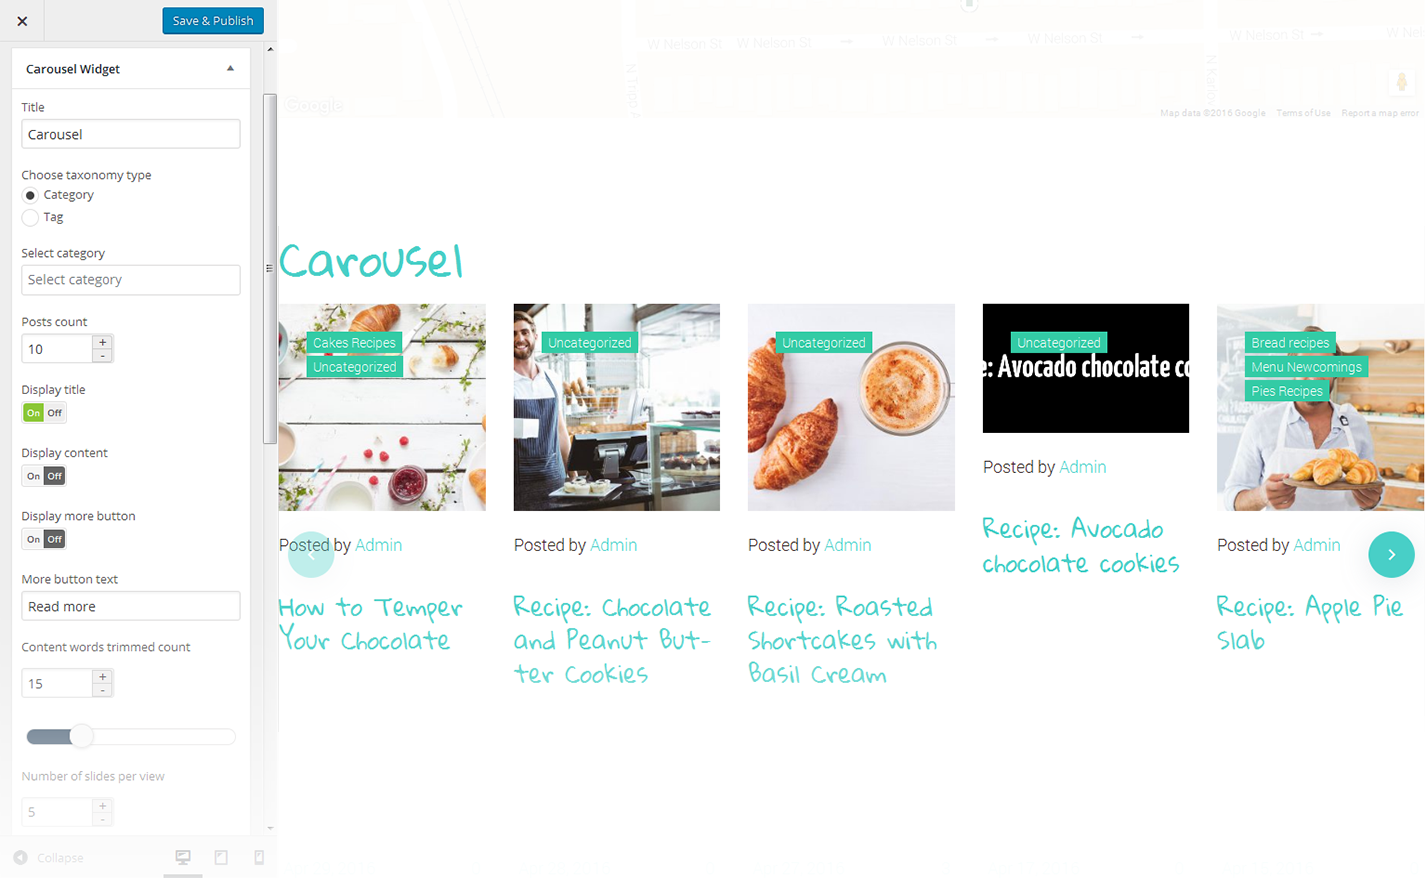 Save & Publish
Carousel Widget
Title
Carousel
Choose taxonomy type
Category
Tag
Select category
Select category
Posts count
10
+
-
Display title
On Off
Display content
On Off
Display more button
On Off
More button text
Read more
Content words trimmed count
15
+
-
Number of slides per view
5
+
-
Collapse
W Nelson St W Nelson St W Nelson St W Nelson St W Nelson St
N Tripp
Google
Map data ©2016 Google Terms of Use Report a map error
Carousel
Cakes Recipes
Uncategorized
Posted by Admin
How to Temper
Your Chocolate
Uncategorized
Posted by Admin
Recipe: Chocolate
and Peanut But-
ter Cookies
Uncategorized
Posted by Admin
Recipe: Roasted
Shortcakes with
Basil Cream
Uncategorized
e: Avocado chocolate co
Posted by Admin
Recipe: Avocado
chocolate cookies
Bread recipes
Menu Newcomings
Pies Recipes
Posted by Admin
Recipe: Apple Pie
Slab